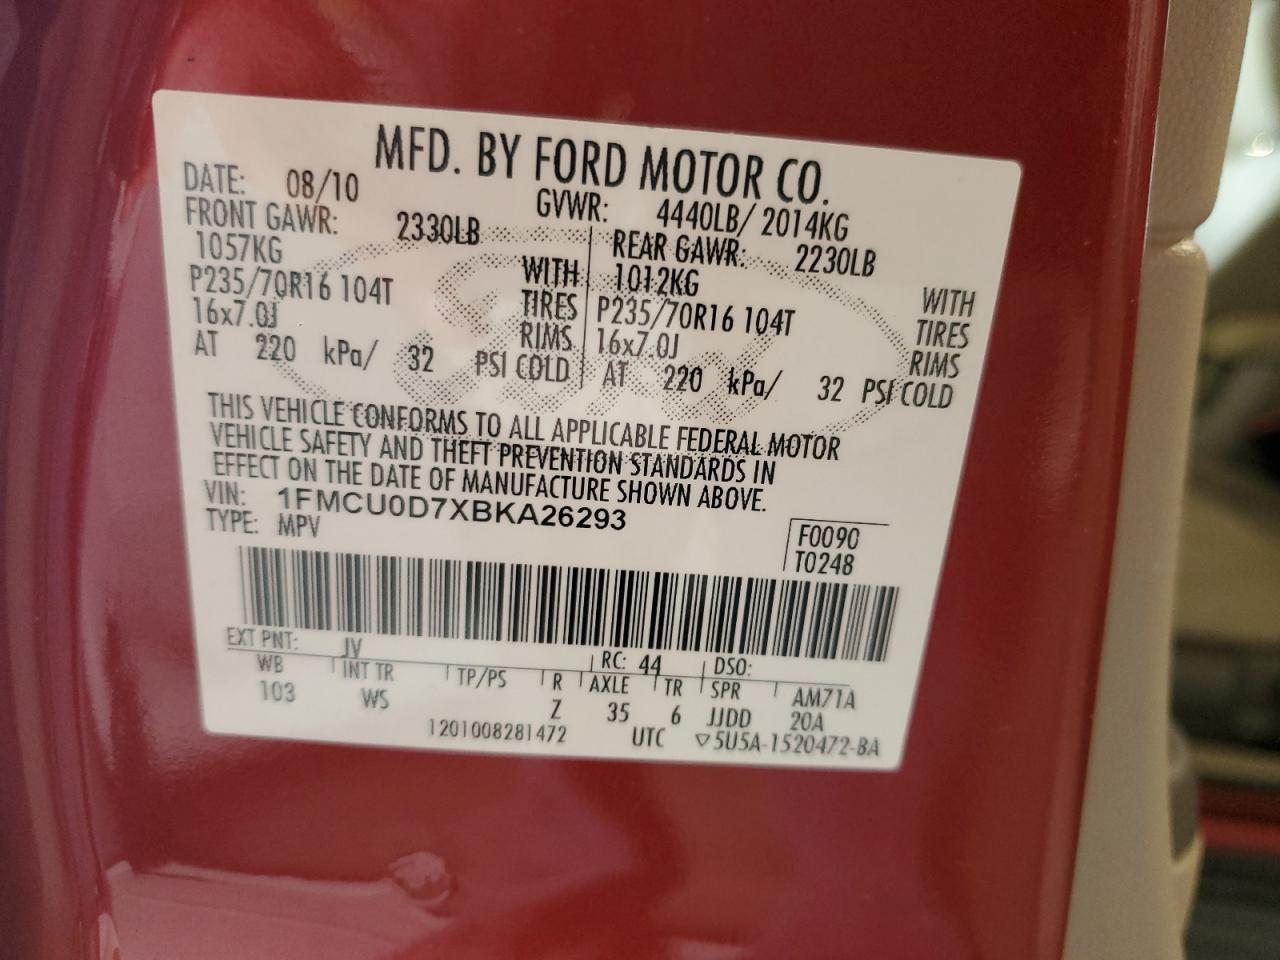 MFD. BY FORD MOTOR CO.
DATE: 08/10 GVWR: 4440LB/ 2014KG
FRONT GAWR: 2330LB REAR GAWR: 2230LB
1057KG WITH 1012KG WITH
P235/70R16 104T TIRES P235/70R16 104T TIRES
16x7.0J RIMS 16x7.0J RIMS
AT 220 kPa/ 32 PSI COLD AT 220 kPa/ 32 PSI COLD
THIS VEHICLE CONFORMS TO ALL APPLICABLE FEDERAL MOTOR
VEHICLE SAFETY AND THEFT PREVENTION STANDARDS IN
EFFECT ON THE DATE OF MANUFACTURE SHOWN ABOVE.
VIN: 1FMCU0D7XBKA26293
TYPE: MPV
F0090
T0248
EXT PNT: JV RC: 44 DSO:
WB INT TR TP/PS R AXLE TR SPR AM71A
103 WS Z 35 6 JJDD 20A
1201008281472 UTC ▽5U5A-1520472-BA